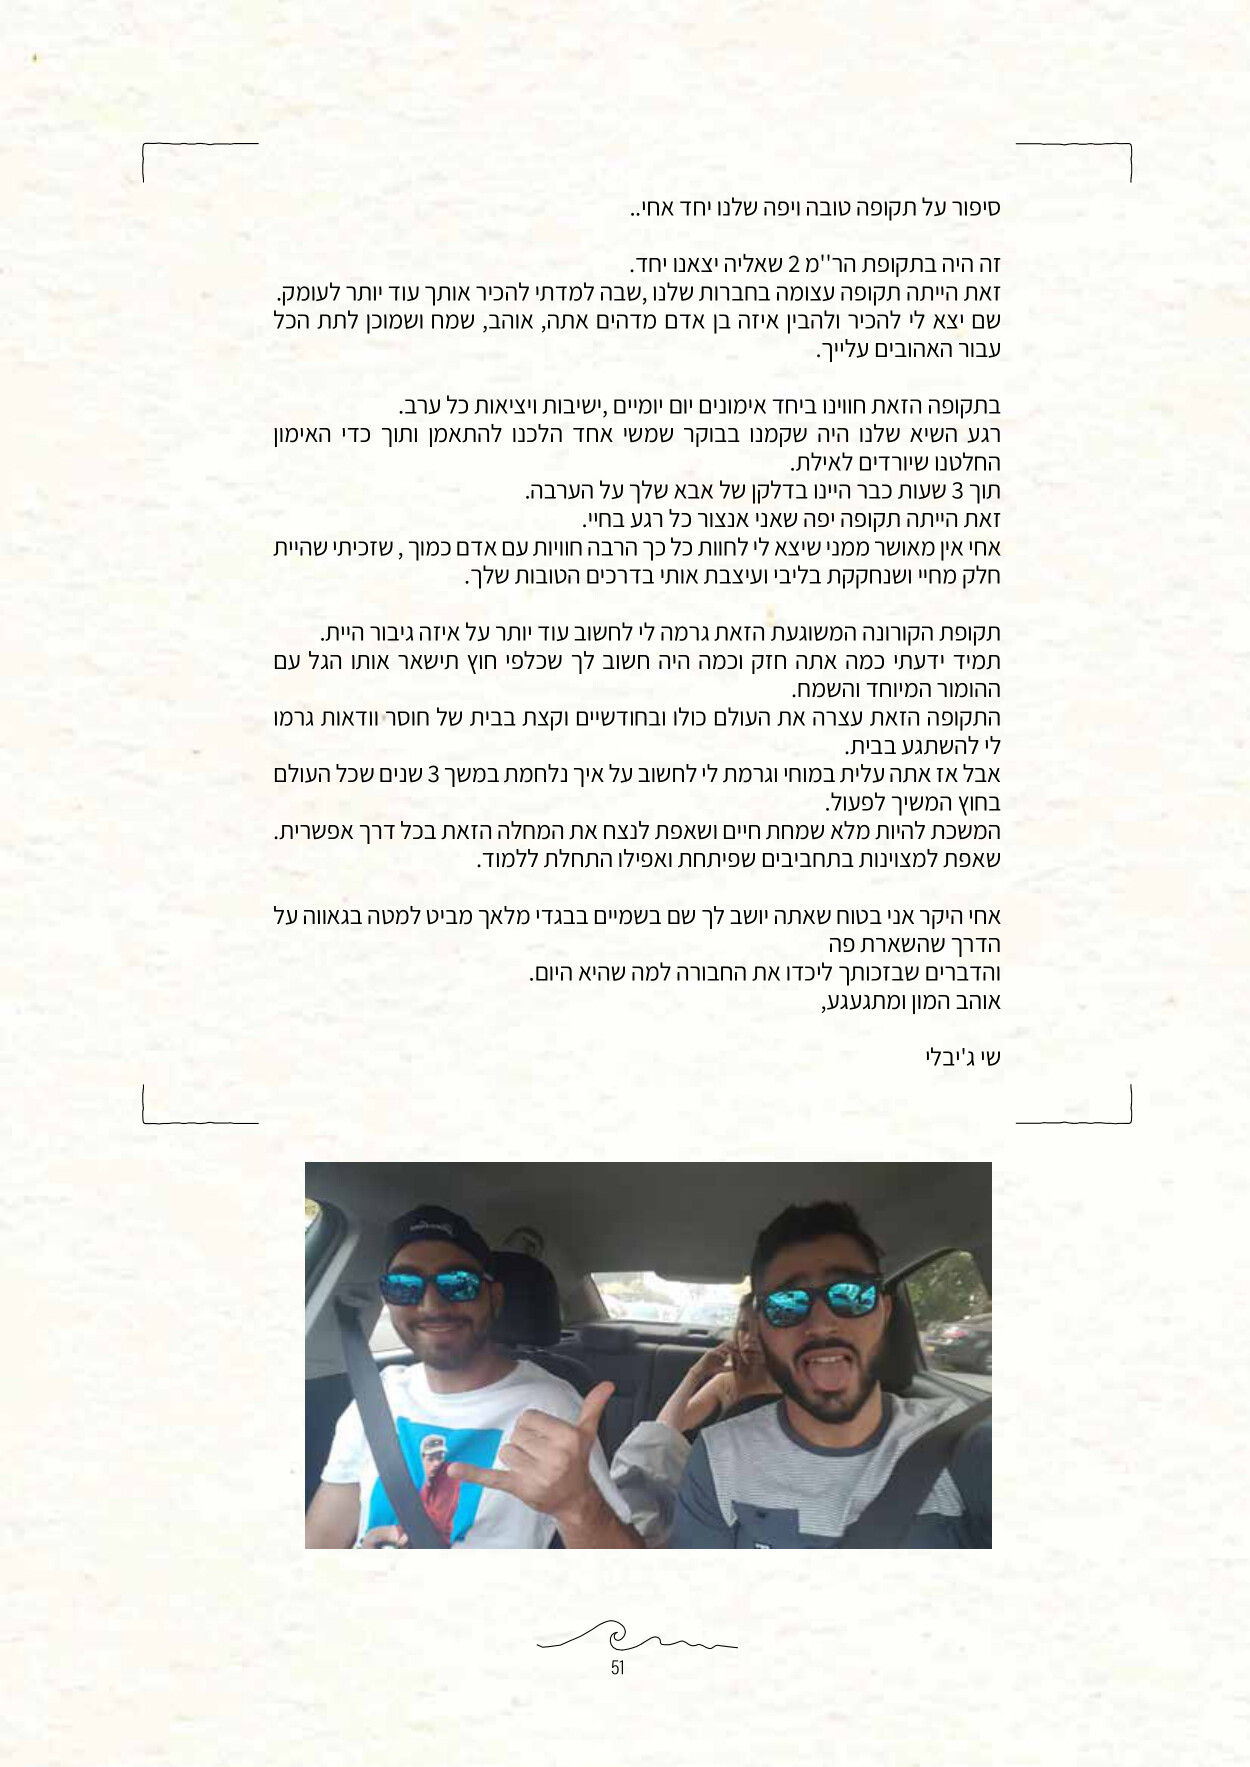 סיפור על תקופה טובה ויפה שלנו יחד אחי..
זה היה בתקופת הר''מ 2 שאליה יצאנו יחד.
זאת הייתה תקופה עצומה בחברות שלנו ,שבה למדתי להכיר אותך עוד יותר לעומק.
שם יצא לי להכיר ולהבין איזה בן אדם מדהים אתה, אוהב, שמח ושמוכן לתת הכל
עבור האהובים עלייך.
בתקופה הזאת חווינו ביחד אימונים יום יומיים ,ישיבות ויציאות כל ערב.
רגע השיא שלנו היה שקמנו בבוקר שמשי אחד הלכנו להתאמן ותוך כדי האימון
החלטנו שיורדים לאילת.
תוך 3 שעות כבר היינו בדלקן של אבא שלך על הערבה.
זאת הייתה תקופה יפה שאני אנצור כל רגע בחיי.
אחי אין מאושר ממני שיצא לי לחוות כל כך הרבה חוויות עם אדם כמוך , שזכיתי שהיית
חלק מחיי ושנחקקת בליבי ועיצבת אותי בדרכים הטובות שלך.
תקופת הקורונה המשוגעת הזאת גרמה לי לחשוב עוד יותר על איזה גיבור היית.
תמיד ידעתי כמה אתה חזק וכמה היה חשוב לך שכלפי חוץ תישאר אותו הגל עם
ההומור המיוחד והשמח.
התקופה הזאת עצרה את העולם כולו ובחודשיים וקצת בבית של חוסר וודאות גרמו
לי להשתגע בבית.
אבל אז אתה עלית במוחי וגרמת לי לחשוב על איך נלחמת במשך 3 שנים שכל העולם
בחוץ המשיך לפעול.
המשכת להיות מלא שמחת חיים ושאפת לנצח את המחלה הזאת בכל דרך אפשרית.
שאפת למצוינות בתחביבים שפיתחת ואפילו התחלת ללמוד.
אחי היקר אני בטוח שאתה יושב לך שם בשמיים בבגדי מלאך מביט למטה בגאווה על
הדרך שהשארת פה
והדברים שבזכותך ליכדו את החבורה למה שהיא היום.
אוהב המון ומתגעגע,
שי ג'יבלי
51